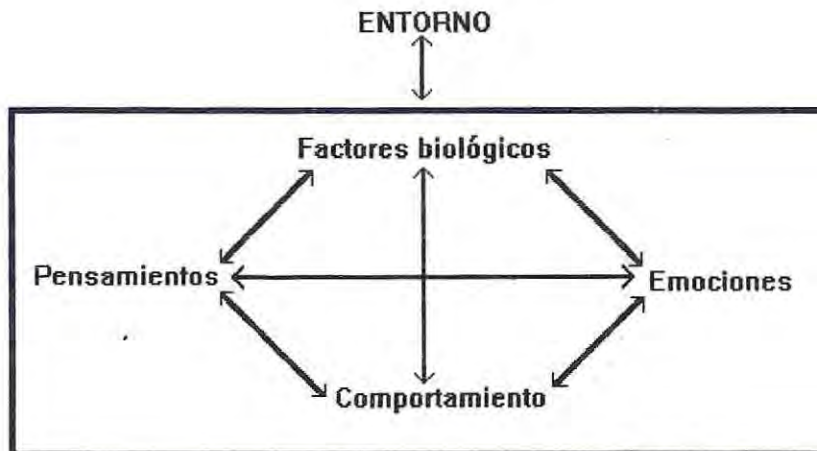 ENTORNO
Factores biológicos
Pensamientos
Emociones
Comportamiento